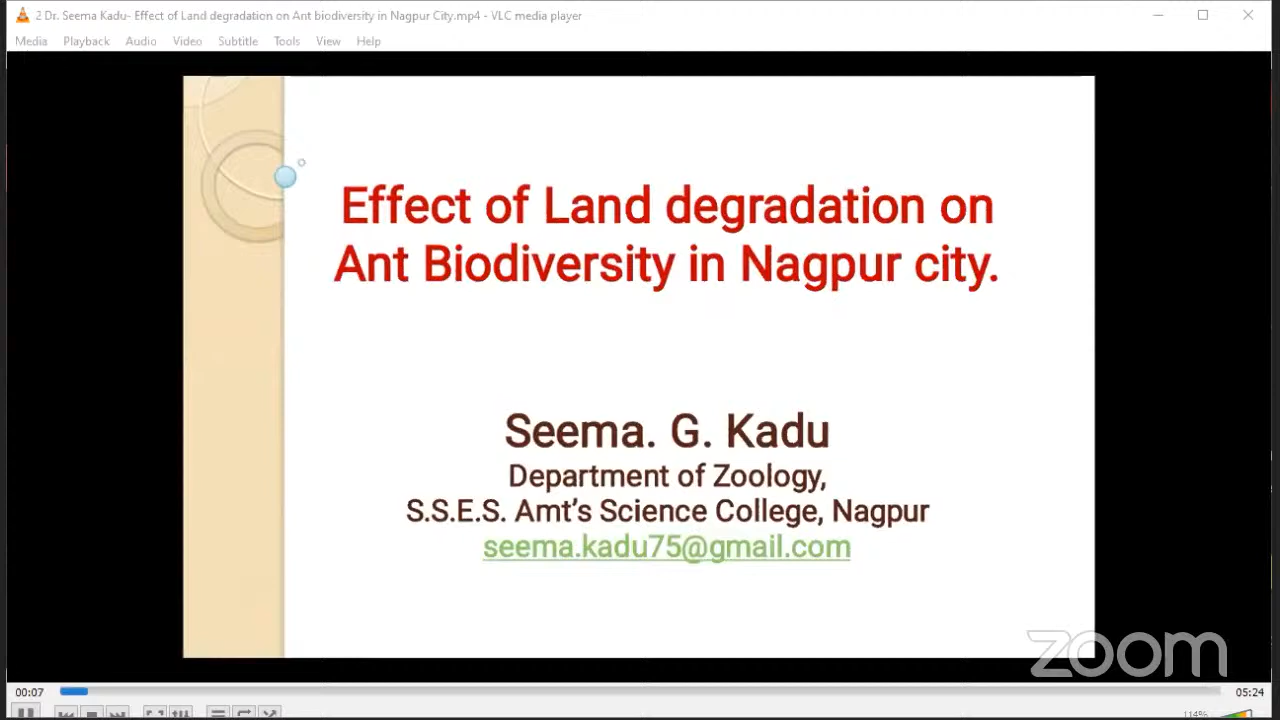 2 Dr. Seema Kadu- Effect of Land degradation on Ant biodiversity in Nagpur City.mp4 - VLC media player
Media Playback Audio Video Subtitle Tools View Help
Effect of Land degradation on
Ant Biodiversity in Nagpur city.
Seema. G. Kadu
Department of Zoology,
S.S.E.S. Amt's Science College, Nagpur
seema.kadu75@gmail.com
zoom
00:07 05:24
114%